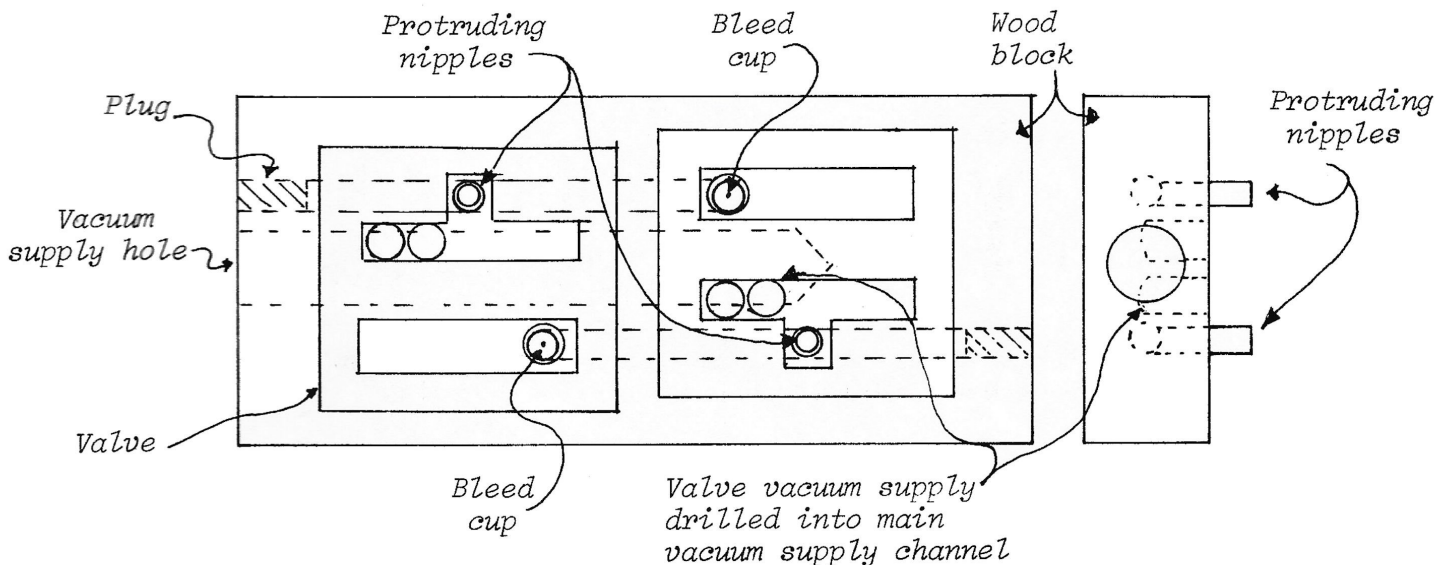 Protruding
nipples
Bleed
cup
Wood
block
Plug
Protruding
nipples
Vacuum
supply hole
Valve
Bleed
cup
Valve vacuum supply
drilled into main
vacuum supply channel